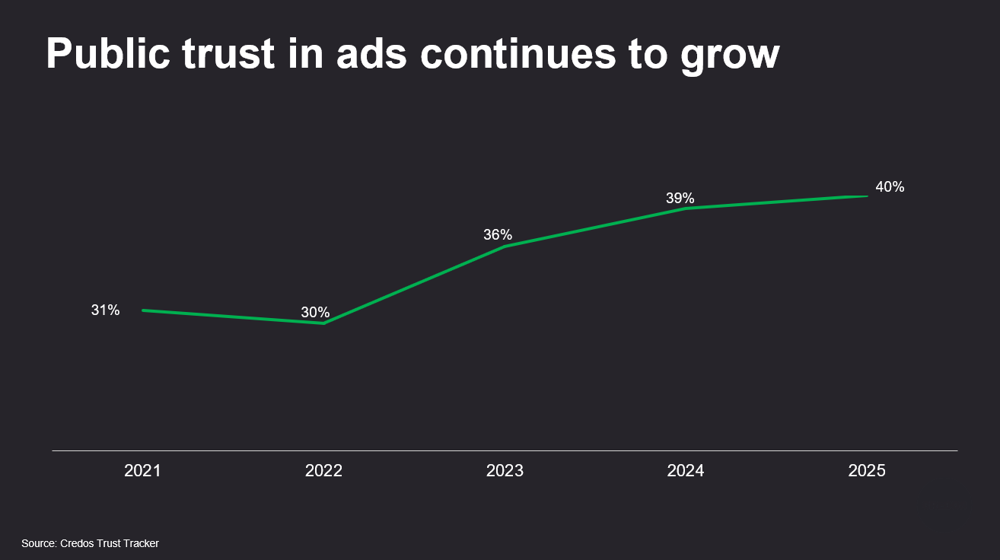 Public trust in ads continues to grow
40%
39%
36%
31%
30%
2021 2022 2023 2024 2025
Source: Credos Trust Tracker